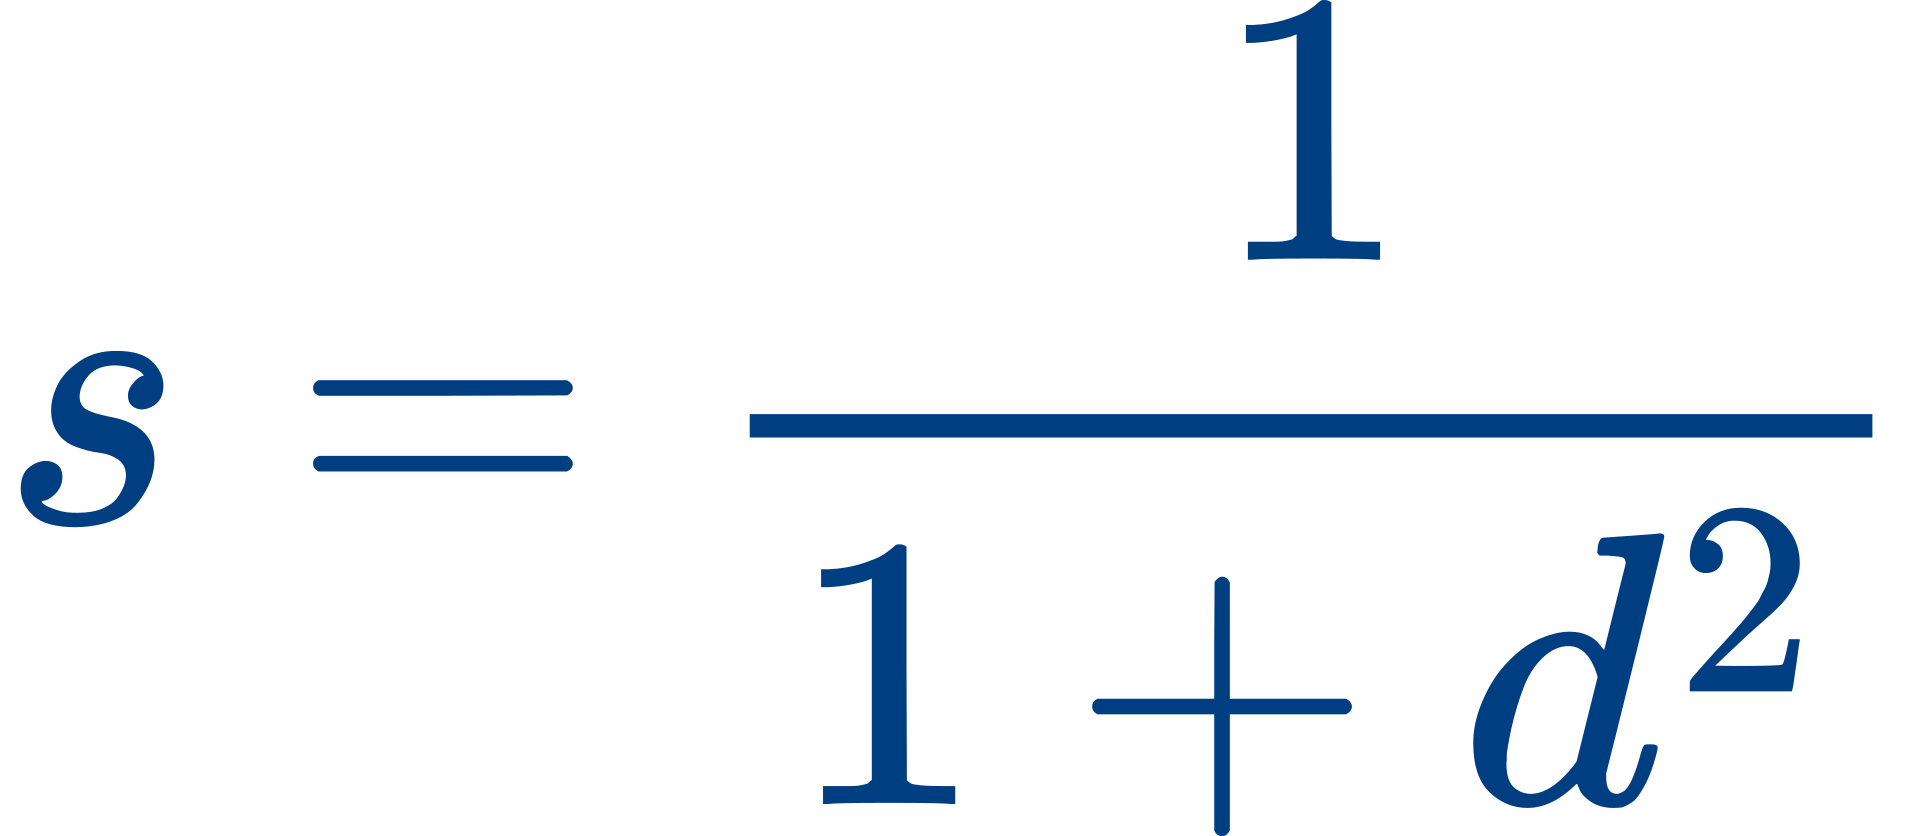 s = 1 / (1 + d²)